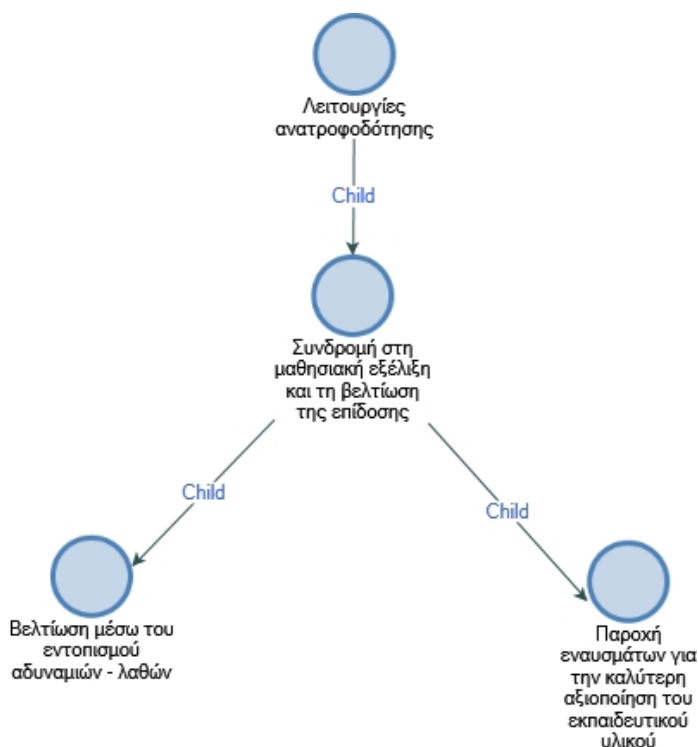 Λειτουργίες
ανατροφοδότησης
Child
Συνδρομή στη
μαθησιακή εξέλιξη
και τη βελτίωση
της επίδοσης
Child
Child
Βελτίωση μέσω του
εντοπισμού
αδυναμιών - λαθών
Παροχή
εναυσμάτων για
την καλύτερη
αξιοποίηση του
εκπαιδευτικού
υλικού